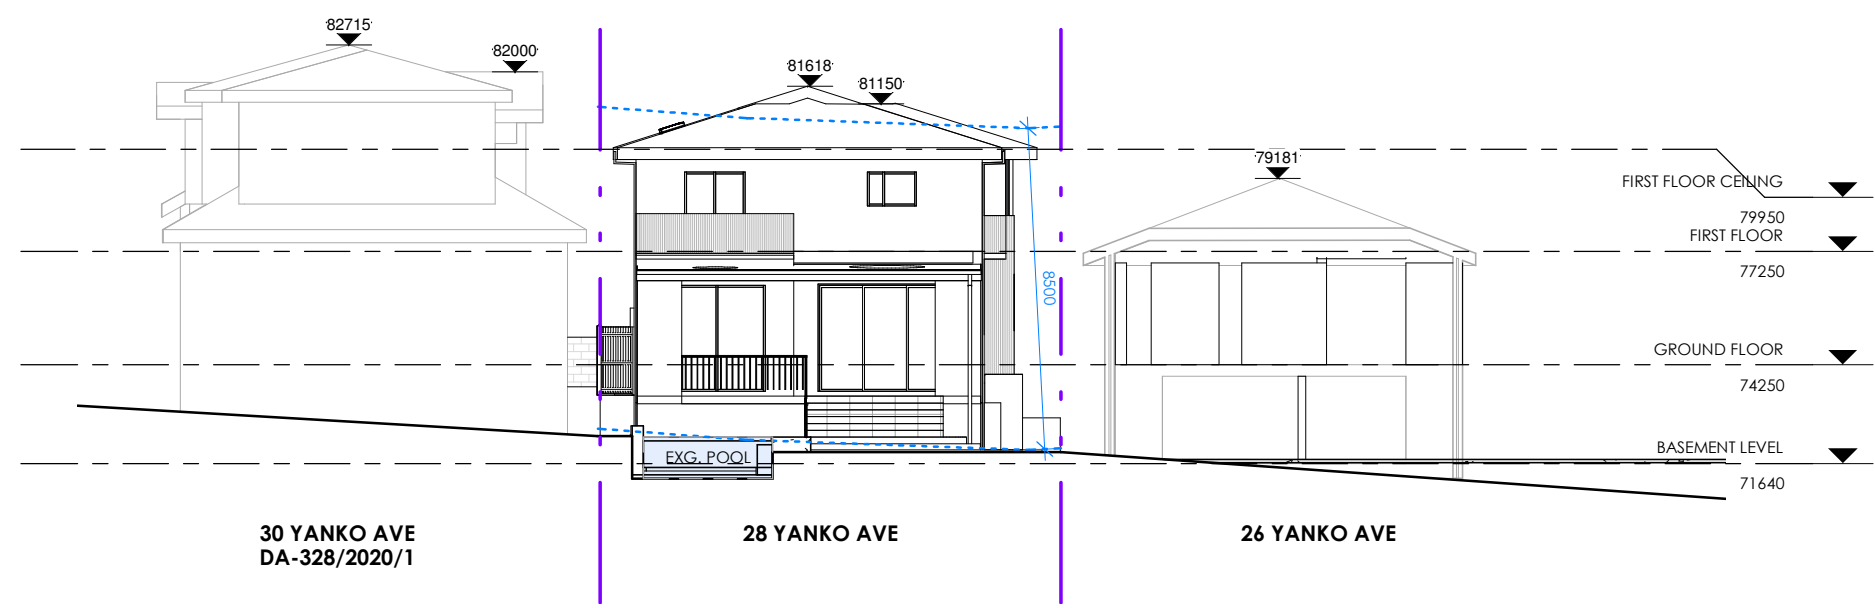 82715
82000
81618
81150
79181
FIRST FLOOR CEILING
79950
FIRST FLOOR
77250
8500
GROUND FLOOR
74250
BASEMENT LEVEL
EXG. POOL
71640
30 YANKO AVE
DA-328/2020/1
28 YANKO AVE
26 YANKO AVE